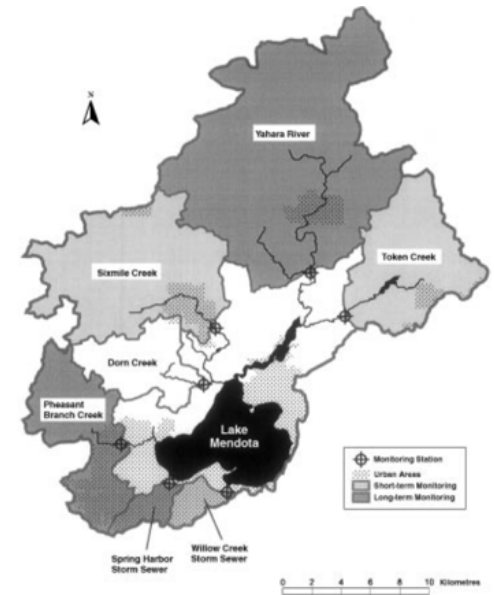 N
Yahara River
Token Creek
Sixmile Creek
Dorn Creek
Pheasant
Branch Creek
Lake
Mendota
Monitoring Station
Urban Areas
Short-term Monitoring
Long-term Monitoring
Willow Creek
Storm Sewer
Spring Harbor
Storm Sewer
0 2 4 6 8 10 Kilometres